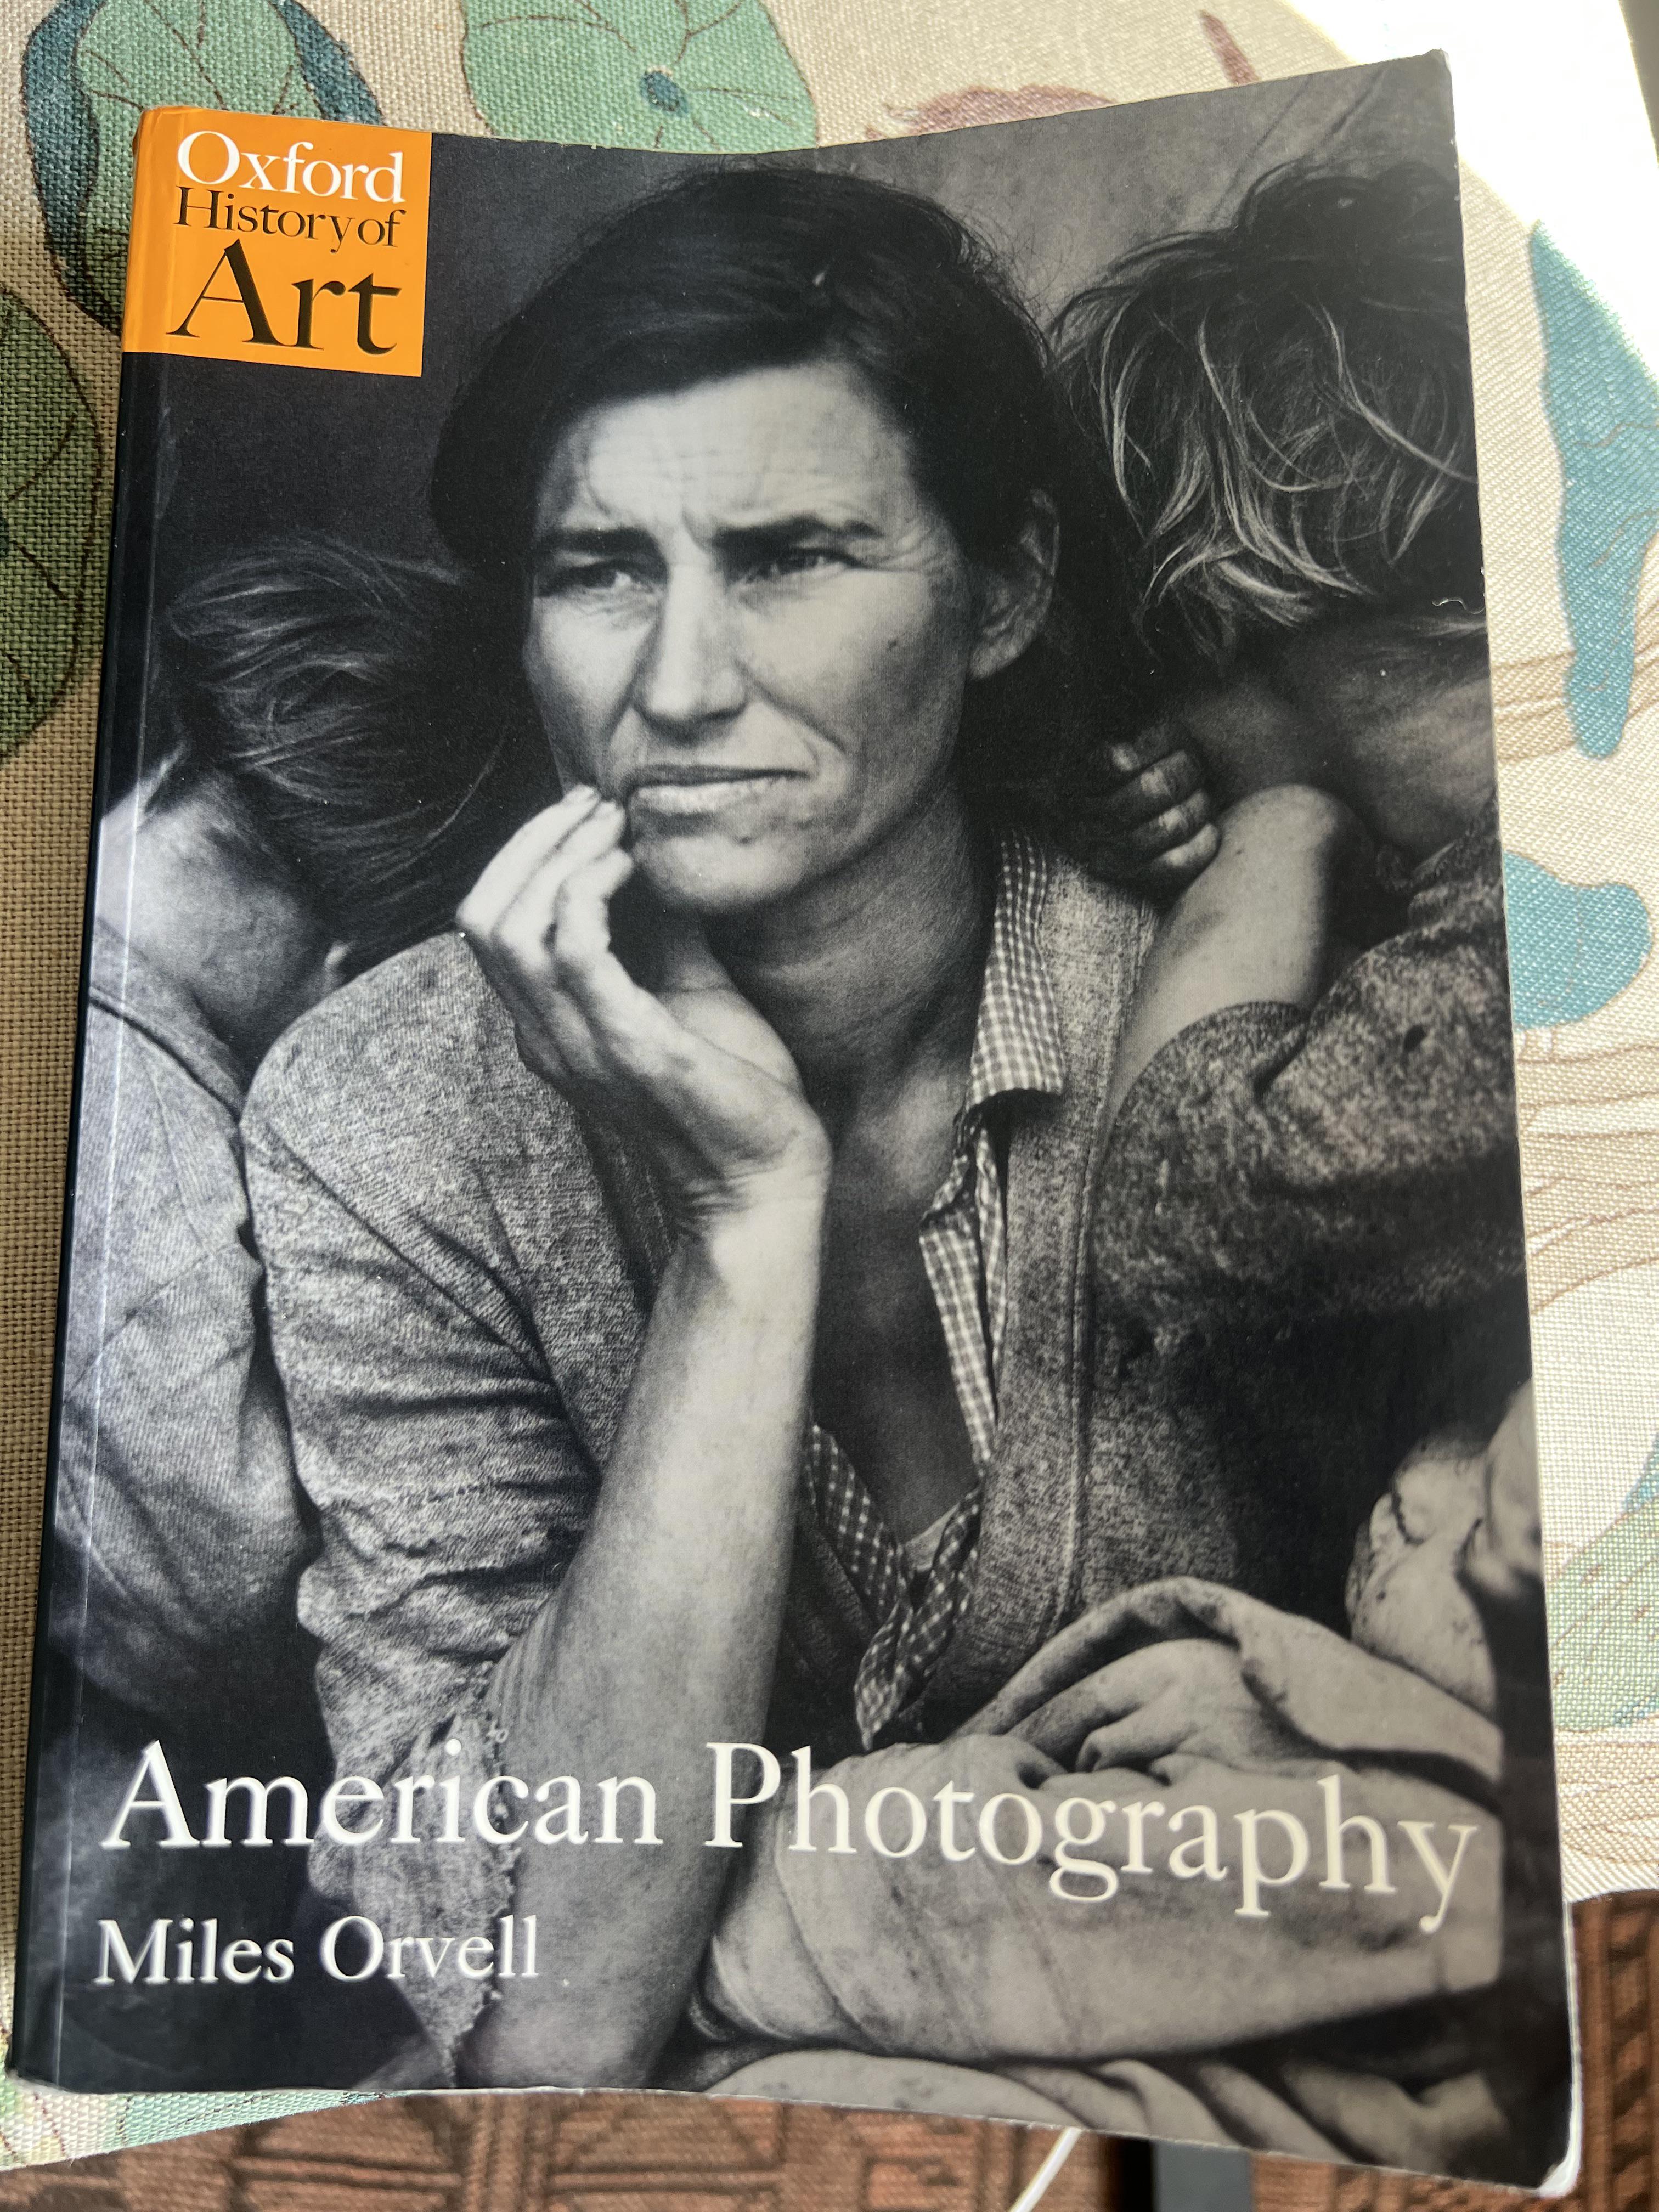 Oxford
History of
Art
American Photography
Miles Orvell